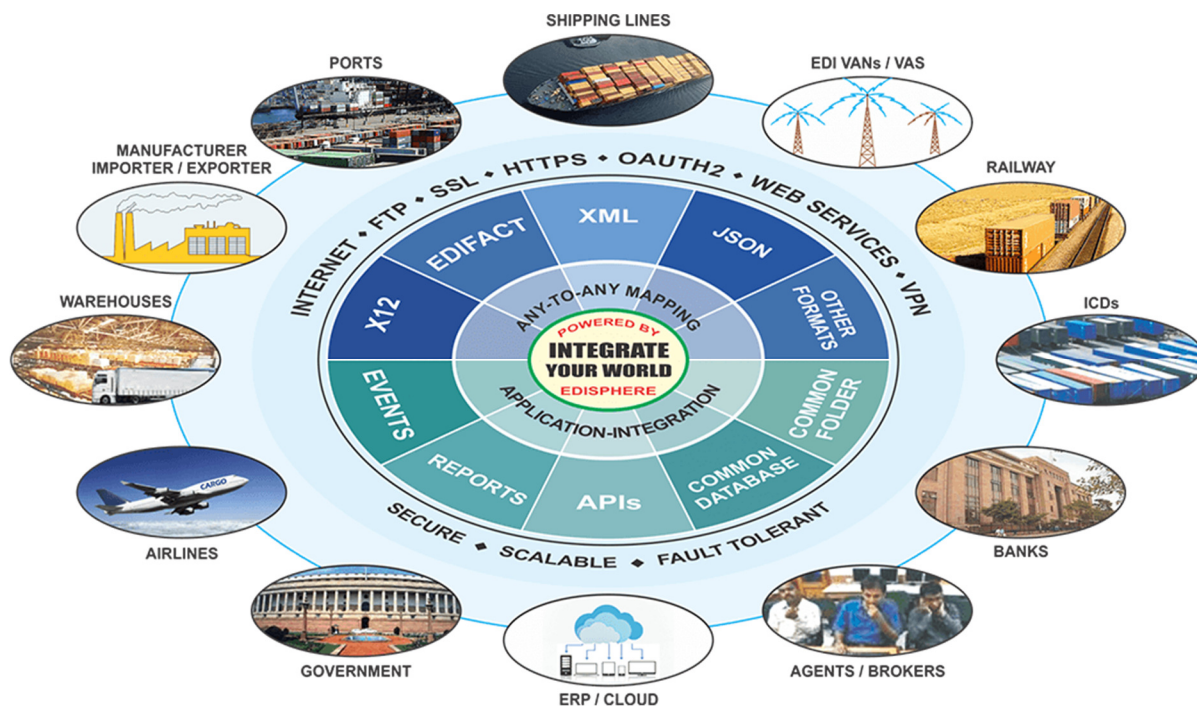 SHIPPING LINES
PORTS
EDI VANs / VAS
MANUFACTURER
IMPORTER / EXPORTER
RAILWAY
WAREHOUSES
ICDs
AIRLINES
CARGO
BANKS
GOVERNMENT
AGENTS / BROKERS
ERP / CLOUD
INTERNET ◆ FTP ◆ SSL ◆ HTTPS ◆ OAUTH2 ◆ WEB SERVICES ◆ VPN
X12
EDIFACT
XML
JSON
OTHER
FORMATS
ANY-TO-ANY MAPPING
POWERED BY
INTEGRATE
YOUR WORLD
EDISPHERE
APPLICATION-INTEGRATION
EVENTS
REPORTS
APIs
COMMON
DATABASE
COMMON
FOLDER
SECURE ◆ SCALABLE ◆ FAULT TOLERANT